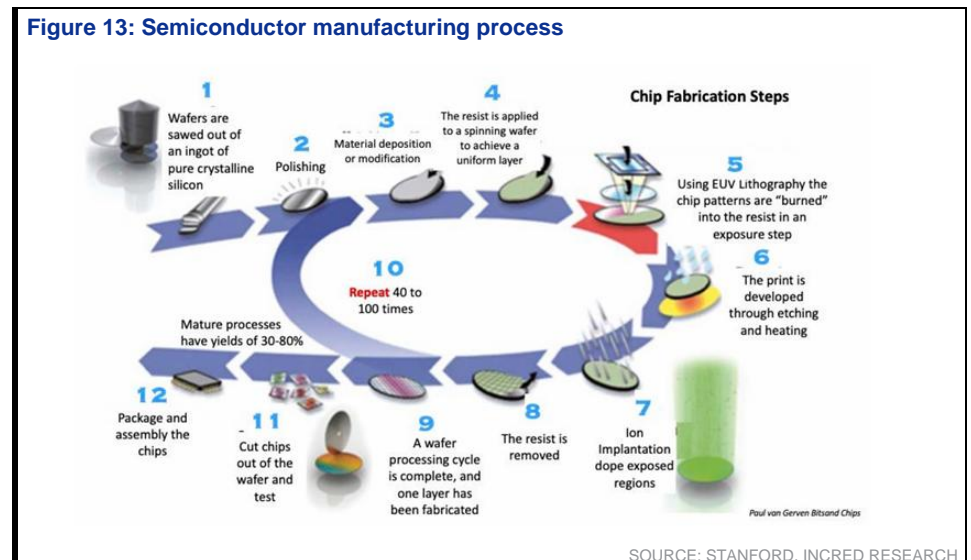 Figure 13: Semiconductor manufacturing process
Chip Fabrication Steps
1
Wafers are
sawed out of
an ingot of
pure crystalline
silicon
2
Polishing
3
Material deposition
or modification
4
The resist is applied
to a spinning wafer
to achieve a
uniform layer
5
Using EUV Lithography the
chip patterns are “burned”
into the resist in an
exposure step
6
The print is
developed
through etching
and heating
7
Ion
Implantation
dope exposed
regions
8
The resist is
removed
9
A wafer
processing cycle
is complete, and
one layer has
been fabricated
10
Repeat 40 to
100 times
Mature processes
have yields of 30-80%
11
Cut chips
out of the
wafer and
test
12
Package and
assembly the
chips
Paul van Gerven Bitsand Chips
SOURCE: STANFORD, INCRED RESEARCH